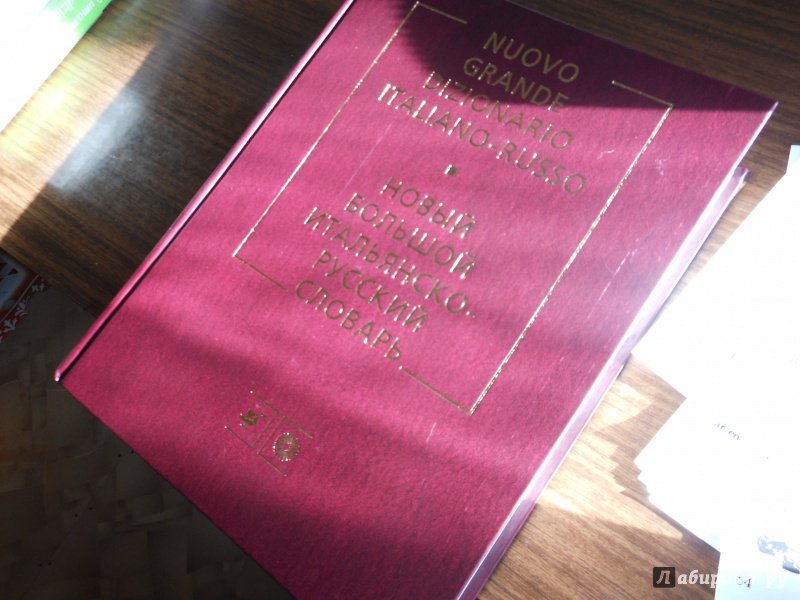 NUOVO
GRANDE
DIZIONARIO
ITALIANO-RUSSO
НОВЫЙ
БОЛЬШОЙ
ИТАЛЬЯНСКО-
РУССКИЙ
СЛОВАРЬ